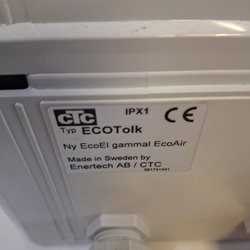 CTC IPX1 CE
Typ ECOTolk
Ny EcoEl gammal EcoAir
Made in Sweden by
Enertech AB / CTC